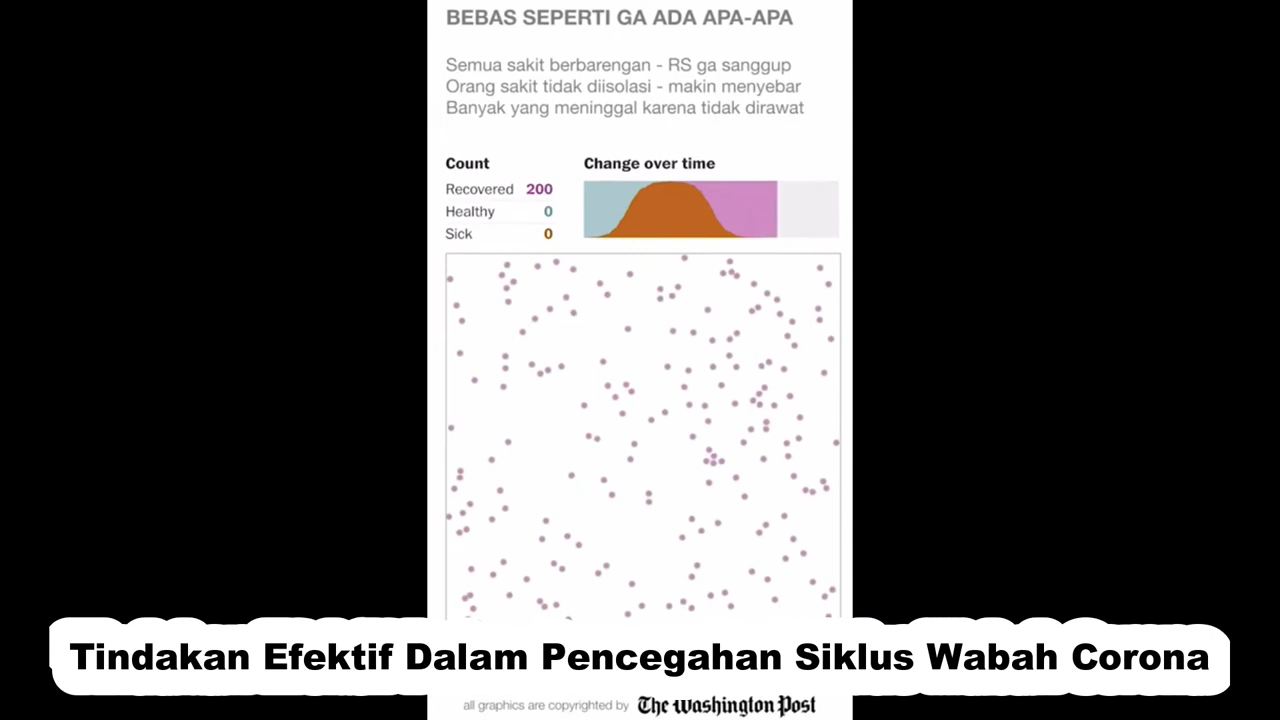 BEBAS SEPERTI GA ADA APA-APA
Semua sakit berbarengan - RS ga sanggup
Orang sakit tidak diisolasi - makin menyebar
Banyak yang meninggal karena tidak dirawat
Count
Recovered 200
Healthy 0
Sick 0
Change over time
Tindakan Efektif Dalam Pencegahan Siklus Wabah Corona
all graphics are copyrighted by The Washington Post